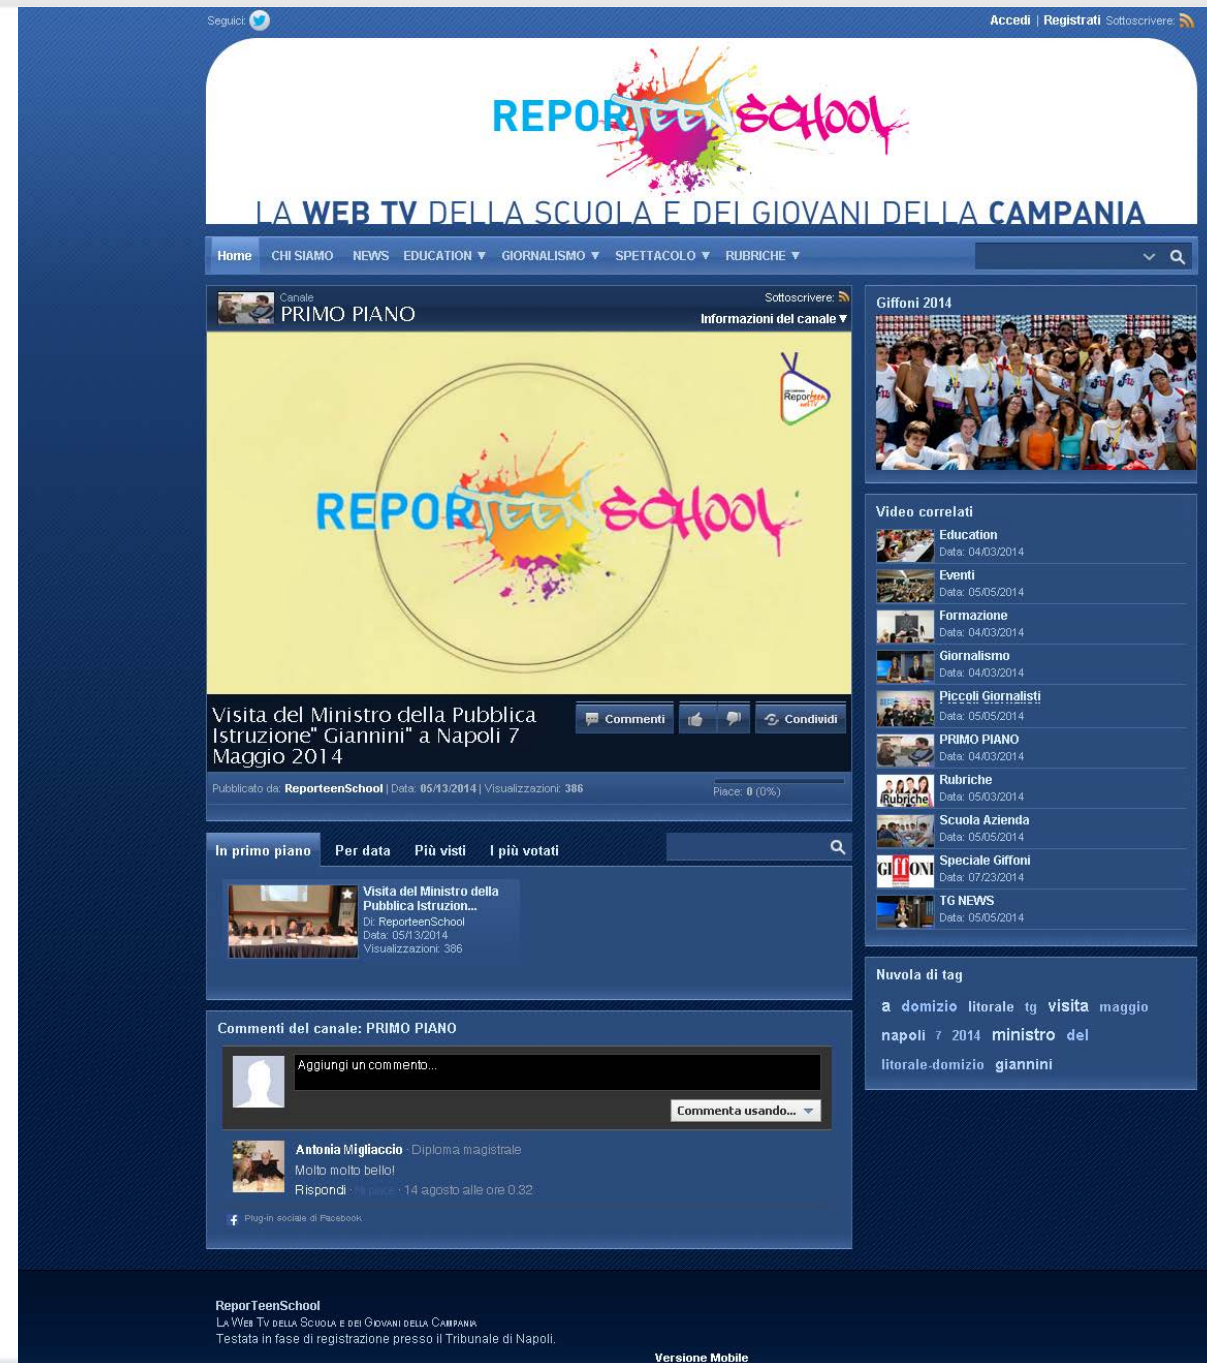 Seguici:
Accedi | Registrati Sottoscrivere:
REPORTEENSCHOOL
LA WEB TV DELLA SCUOLA E DEI GIOVANI DELLA CAMPANIA
Home CHI SIAMO NEWS EDUCATION ▼ GIORNALISMO ▼ SPETTACOLO ▼ RUBRICHE ▼
Canale
PRIMO PIANO
Sottoscrivere:
Informazioni del canale ▼
Reporteen
REPORTEENSCHOOL
Visita del Ministro della Pubblica
Istruzione" Giannini" a Napoli 7
Maggio 2014
Commenti
Condividi
Pubblicato da: ReporteenSchool | Data: 05/13/2014 | Visualizzazioni: 386
Piace: 0 (0%)
In primo piano Per data Più visti I più votati
Visita del Ministro della
Pubblica Istruzion...
Di: ReporteenSchool
Data: 05/13/2014
Visualizzazioni: 386
Commenti del canale: PRIMO PIANO
Aggiungi un commento...
Commenta usando...
Antonia Migliaccio · Diploma magistrale
Molto molto bello!
Rispondi · Mi piace · 14 agosto alle ore 0.32
Plug-in sociale di Facebook
Giffoni 2014
Video correlati
Education
Data: 04/03/2014
Eventi
Data: 05/05/2014
Formazione
Data: 04/03/2014
Giornalismo
Data: 04/03/2014
Piccoli Giornalisti
Data: 05/05/2014
PRIMO PIANO
Data: 04/03/2014
Rubriche
Rubriche
Data: 05/03/2014
Scuola Azienda
Data: 05/05/2014
GIFFONI
Speciale Giffoni
Data: 07/23/2014
TG NEWS
Data: 05/05/2014
Nuvola di tag
a domizio litorale tg visita maggio
napoli 7 2014 ministro del
litorale-domizio giannini
ReporTeenSchool
La Web Tv della Scuola e dei Giovani della Campania
Testata in fase di registrazione presso il Tribunale di Napoli.
Versione Mobile